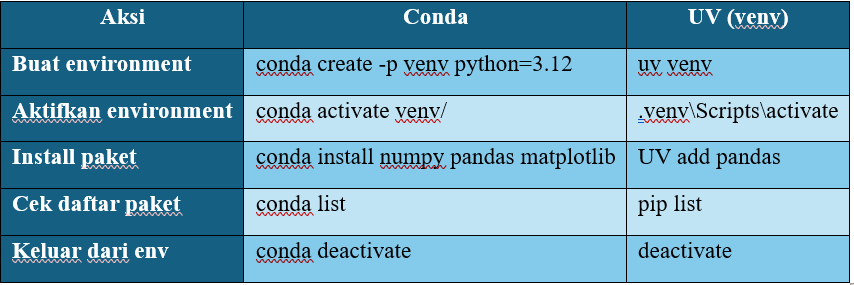 Aksi Conda UV (venv)
Buat environment conda create -p venv python=3.12 uv venv
Aktifkan environment conda activate venv/ .venv\Scripts\activate
Install paket conda install numpy pandas matplotlib UV add pandas
Cek daftar paket conda list pip list
Keluar dari env conda deactivate deactivate